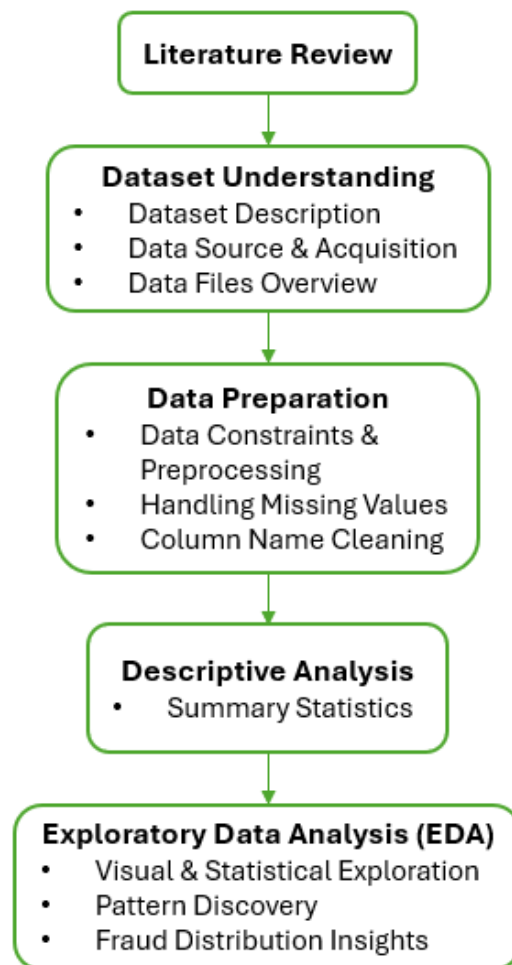 Literature Review
Dataset Understanding
• Dataset Description
• Data Source & Acquisition
• Data Files Overview
Data Preparation
• Data Constraints &
Preprocessing
• Handling Missing Values
• Column Name Cleaning
Descriptive Analysis
• Summary Statistics
Exploratory Data Analysis (EDA)
• Visual & Statistical Exploration
• Pattern Discovery
• Fraud Distribution Insights